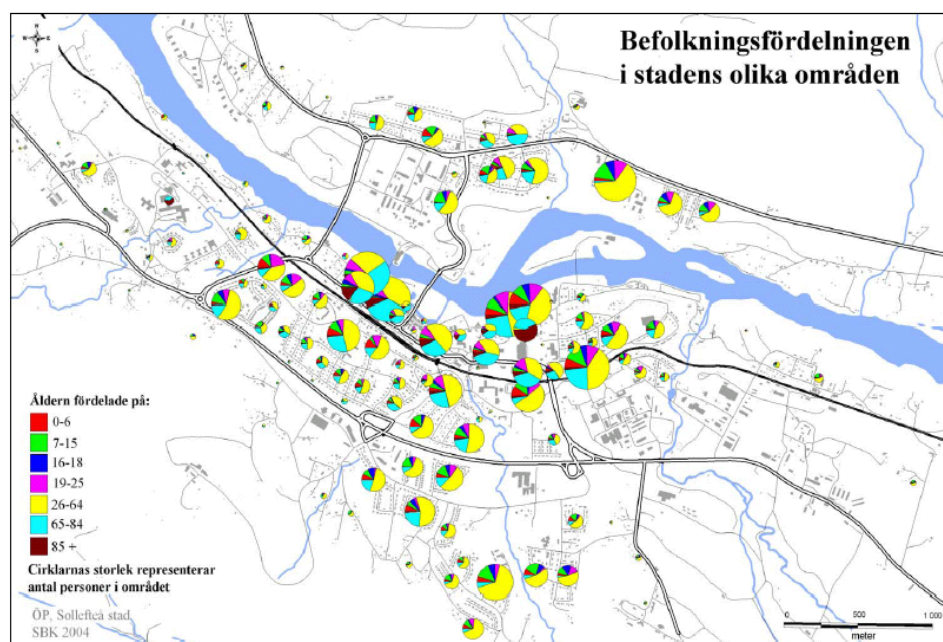 Befolkningsfördelningen
i stadens olika områden
N
W E
S
Åldern fördelade på:
0-6
7-15
16-18
19-25
26-64
65-84
85 +
Cirklarnas storlek representerar
antal personer i området
ÖP, Sollefteå stad
SBK 2004
0 500 1 000
meter